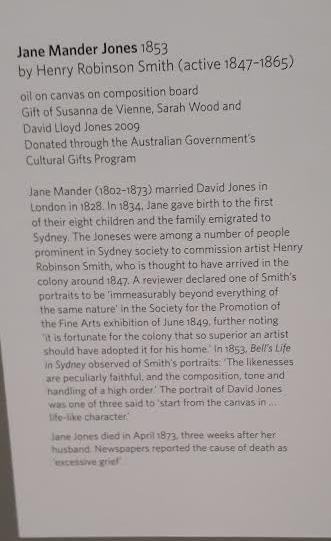 Jane Mander Jones 1853
by Henry Robinson Smith (active 1847–1865)
oil on canvas on composition board
Gift of Susanna de Vienne, Sarah Wood and
David Lloyd Jones 2009
Donated through the Australian Government's
Cultural Gifts Program
Jane Mander (1802–1873) married David Jones in
London in 1828. In 1834, Jane gave birth to the first
of their eight children and the family emigrated to
Sydney. The Joneses were among a number of people
prominent in Sydney society to commission artist Henry
Robinson Smith, who is thought to have arrived in the
colony around 1847. A reviewer declared one of Smith's
portraits to be 'immeasurably beyond everything of
the same nature' in the Society for the Promotion of
the Fine Arts exhibition of June 1849, further noting
'it is fortunate for the colony that so superior an artist
should have adopted it for his home.' In 1853, Bell's Life
in Sydney observed of Smith's portraits: 'The likenesses
are peculiarly faithful, and the composition, tone and
handling of a high order.' The portrait of David Jones
was one of three said to 'start from the canvas in ...
life-like character.'
Jane Jones died in April 1873, three weeks after her
husband. Newspapers reported the cause of death as
'excessive grief'